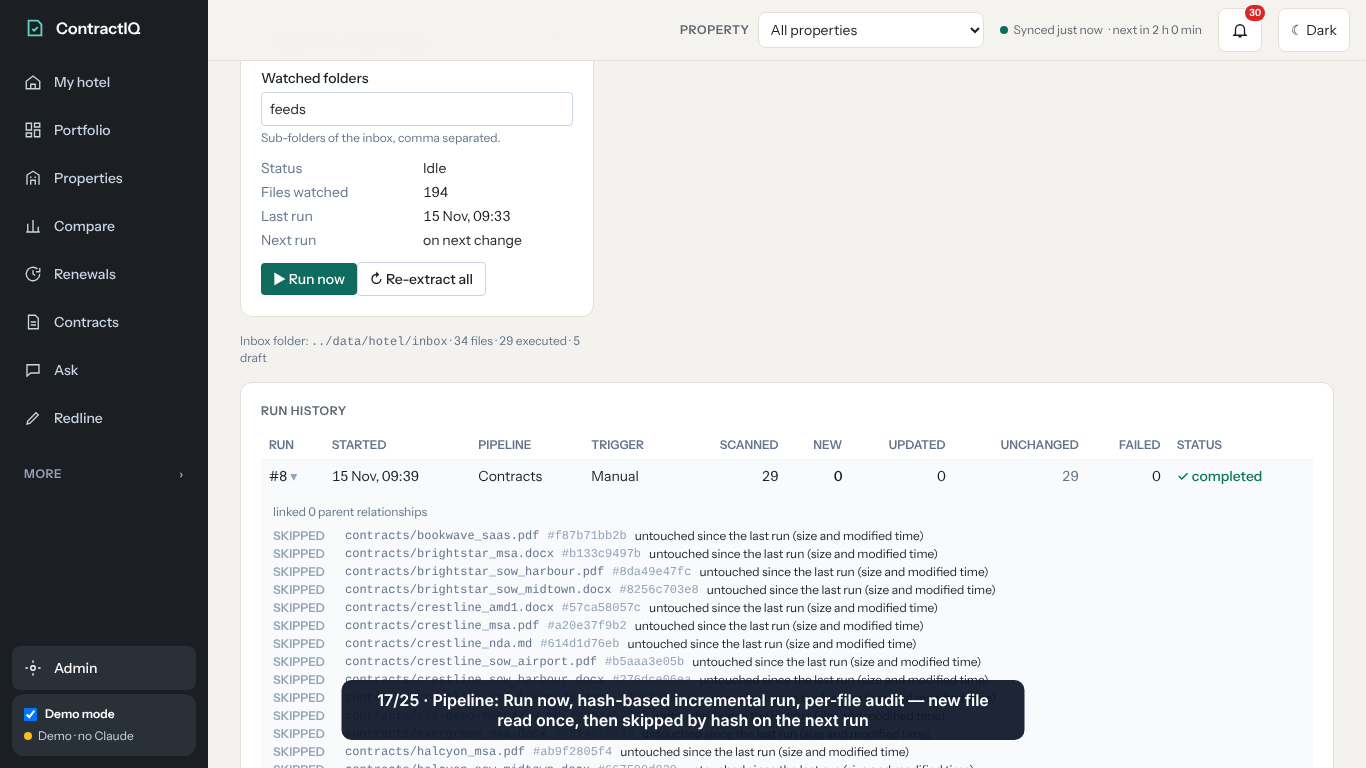 ContractIQ
PROPERTY
All properties
Synced just now · next in 2 h 0 min
30
☾ Dark
My hotel
Portfolio
Properties
Compare
Renewals
Contracts
Ask
Redline
MORE ›
Admin
Demo mode
Demo · no Claude
Watched folders
feeds
Sub-folders of the inbox, comma separated.
Status Idle
Files watched 194
Last run 15 Nov, 09:33
Next run on next change
▶ Run now
↻ Re-extract all
Inbox folder: ../data/hotel/inbox · 34 files · 29 executed · 5
draft
RUN HISTORY
RUN STARTED PIPELINE TRIGGER SCANNED NEW UPDATED UNCHANGED FAILED STATUS
#8 ▾ 15 Nov, 09:39 Contracts Manual 29 0 0 29 0 ✓ completed
linked 0 parent relationships
SKIPPED contracts/bookwave_saas.pdf #f87b71bb2b untouched since the last run (size and modified time)
SKIPPED contracts/brightstar_msa.docx #b133c9497b untouched since the last run (size and modified time)
SKIPPED contracts/brightstar_sow_harbour.pdf #8da49e47fc untouched since the last run (size and modified time)
SKIPPED contracts/brightstar_sow_midtown.docx #8256c703e8 untouched since the last run (size and modified time)
SKIPPED contracts/crestline_amd1.docx #57ca58057c untouched since the last run (size and modified time)
SKIPPED contracts/crestline_msa.pdf #a20e37f9b2 untouched since the last run (size and modified time)
SKIPPED contracts/crestline_nda.md #614d1d76eb untouched since the last run (size and modified time)
SKIPPED contracts/crestline_sow_airport.pdf #b5aaa3e05b untouched since the last run (size and modified time)
SKIPPED
SKIPPED
SKIPPED
SKIPPED
17/25 · Pipeline: Run now, hash-based incremental run, per-file audit — new file
read once, then skipped by hash on the next run
SKIPPED contracts/halcyon_msa.pdf #ab9f2805f4 untouched since the last run (size and modified time)